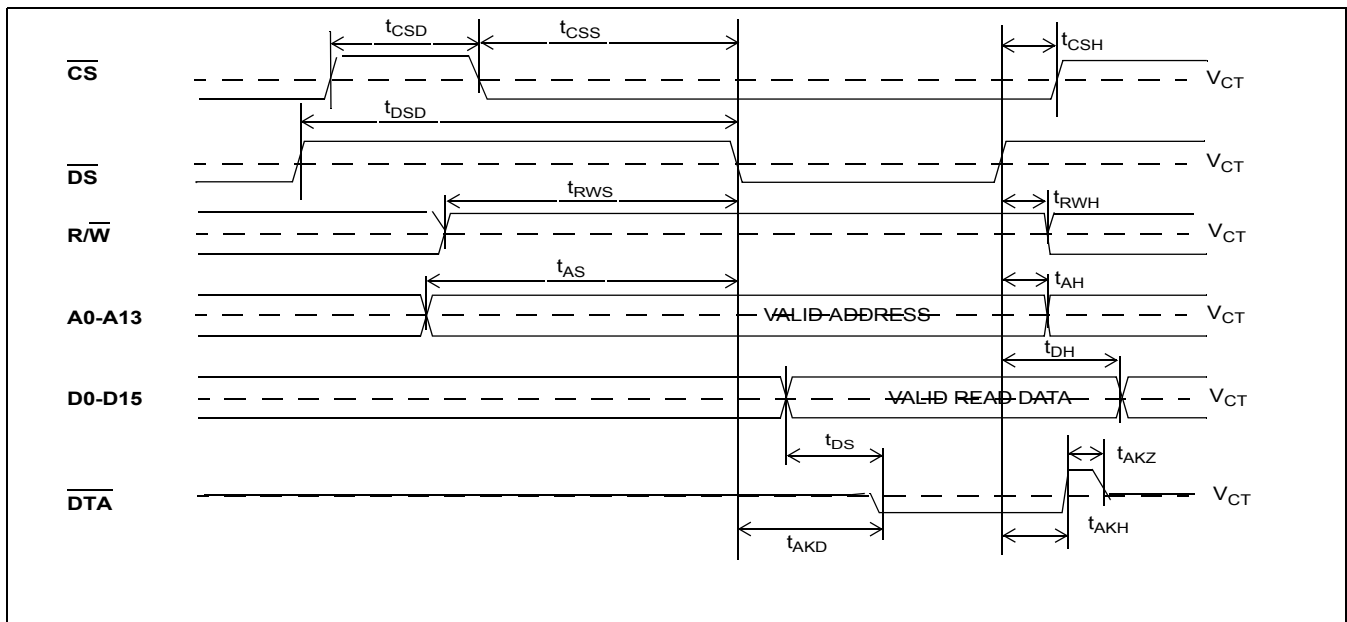 tCSD
tCSS
tCSH
CS
VCT
tDSD
DS
VCT
tRWS
tRWH
R/W
VCT
tAS
tAH
A0-A13
VALID ADDRESS
VCT
tDH
D0-D15
VALID READ DATA
VCT
tDS
tAKZ
DTA
VCT
tAKD
tAKH